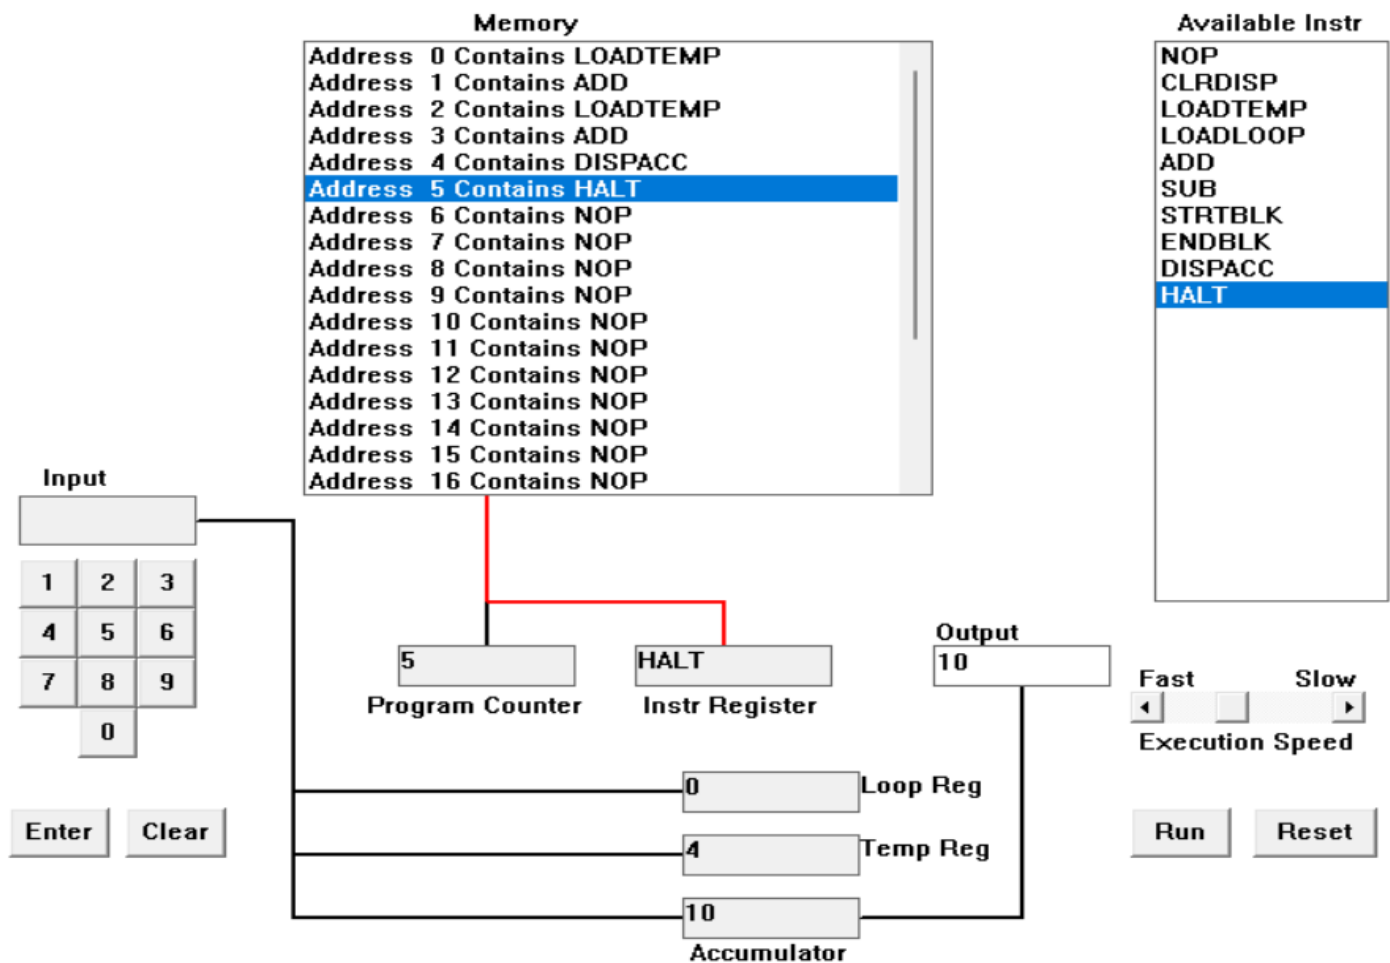 Memory
Address 0 Contains LOADTEMP
Address 1 Contains ADD
Address 2 Contains LOADTEMP
Address 3 Contains ADD
Address 4 Contains DISPACC
Address 5 Contains HALT
Address 6 Contains NOP
Address 7 Contains NOP
Address 8 Contains NOP
Address 9 Contains NOP
Address 10 Contains NOP
Address 11 Contains NOP
Address 12 Contains NOP
Address 13 Contains NOP
Address 14 Contains NOP
Address 15 Contains NOP
Address 16 Contains NOP
Available Instr
NOP
CLRDISP
LOADTEMP
LOADLOOP
ADD
SUB
STRTBLK
ENDBLK
DISPACC
HALT
Input
1 2 3
4 5 6
7 8 9
0
Enter Clear
5
Program Counter
HALT
Instr Register
Output
10
Fast Slow
Execution Speed
0 Loop Reg
4 Temp Reg
10
Accumulator
Run Reset